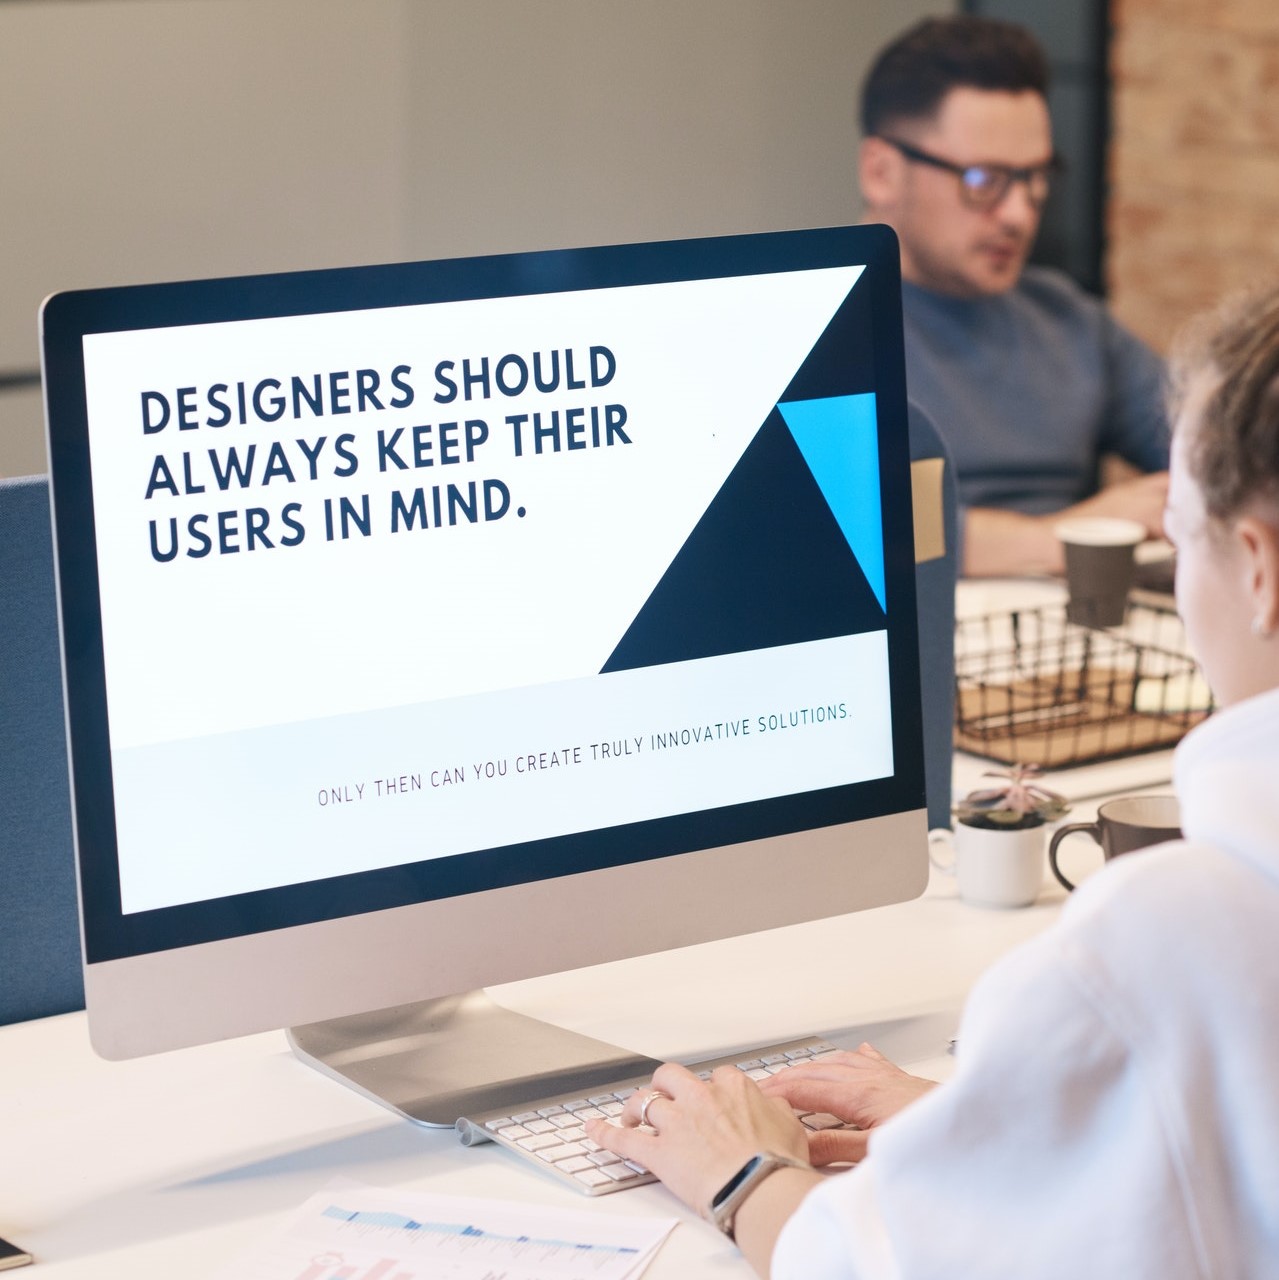 DESIGNERS SHOULD
ALWAYS KEEP THEIR
USERS IN MIND.
ONLY THEN CAN YOU CREATE TRULY INNOVATIVE SOLUTIONS.